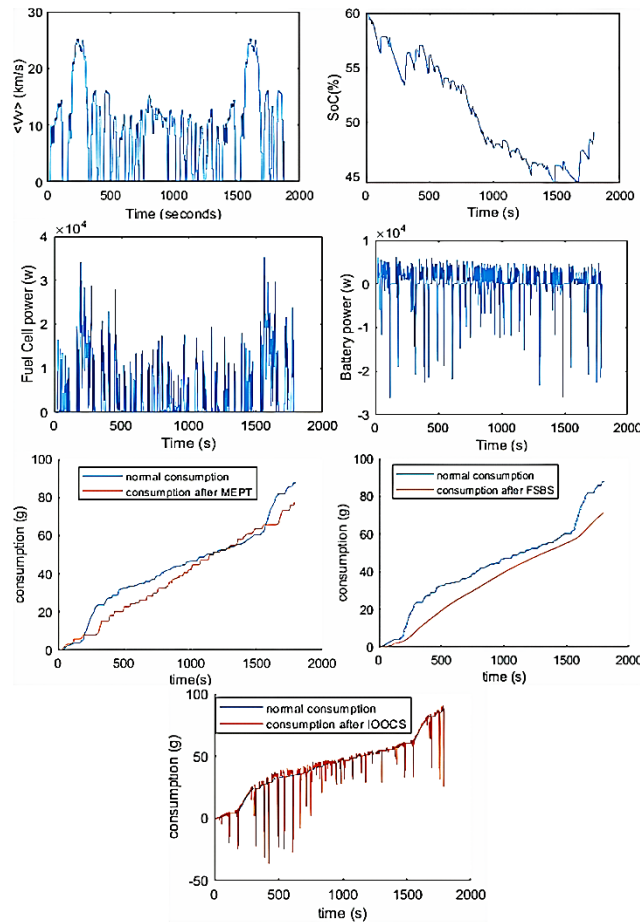 <Vv> (km/s)
30
20
10
0
0 500 1000 1500 2000
Time (seconds)
SoC(%)
60
55
50
45
0 500 1000 1500 2000
Time (s)
×10⁴
Fuel Cell power (w)
4
3
2
1
0
0 500 1000 1500 2000
Time (s)
×10⁴
Battery power (w)
1
0
-1
-2
-3
0 500 1000 1500 2000
Time (s)
consumption (g)
100
80
60
40
20
0
normal consumption
consumption after MEPT
0 500 1000 1500 2000
time(s)
consumption (g)
100
80
60
40
20
0
normal consumption
consumption after FSBS
0 500 1000 1500 2000
time(s)
consumption (g)
100
50
0
-50
normal consumption
consumption after IOOCS
0 500 1000 1500 2000
time (s)